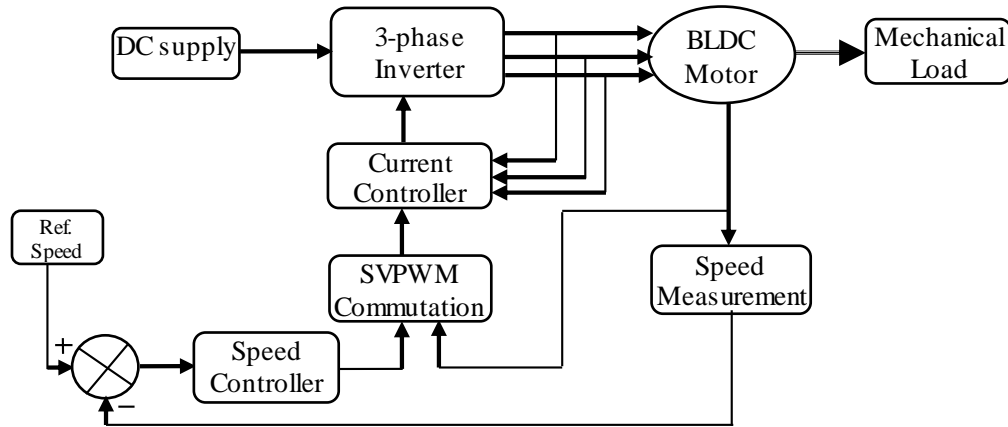 DC supply
3-phase
Inverter
BLDC
Motor
Mechanical
Load
Current
Controller
Ref.
Speed
SVPWM
Commutation
Speed
Measurement
+
Speed
Controller
−